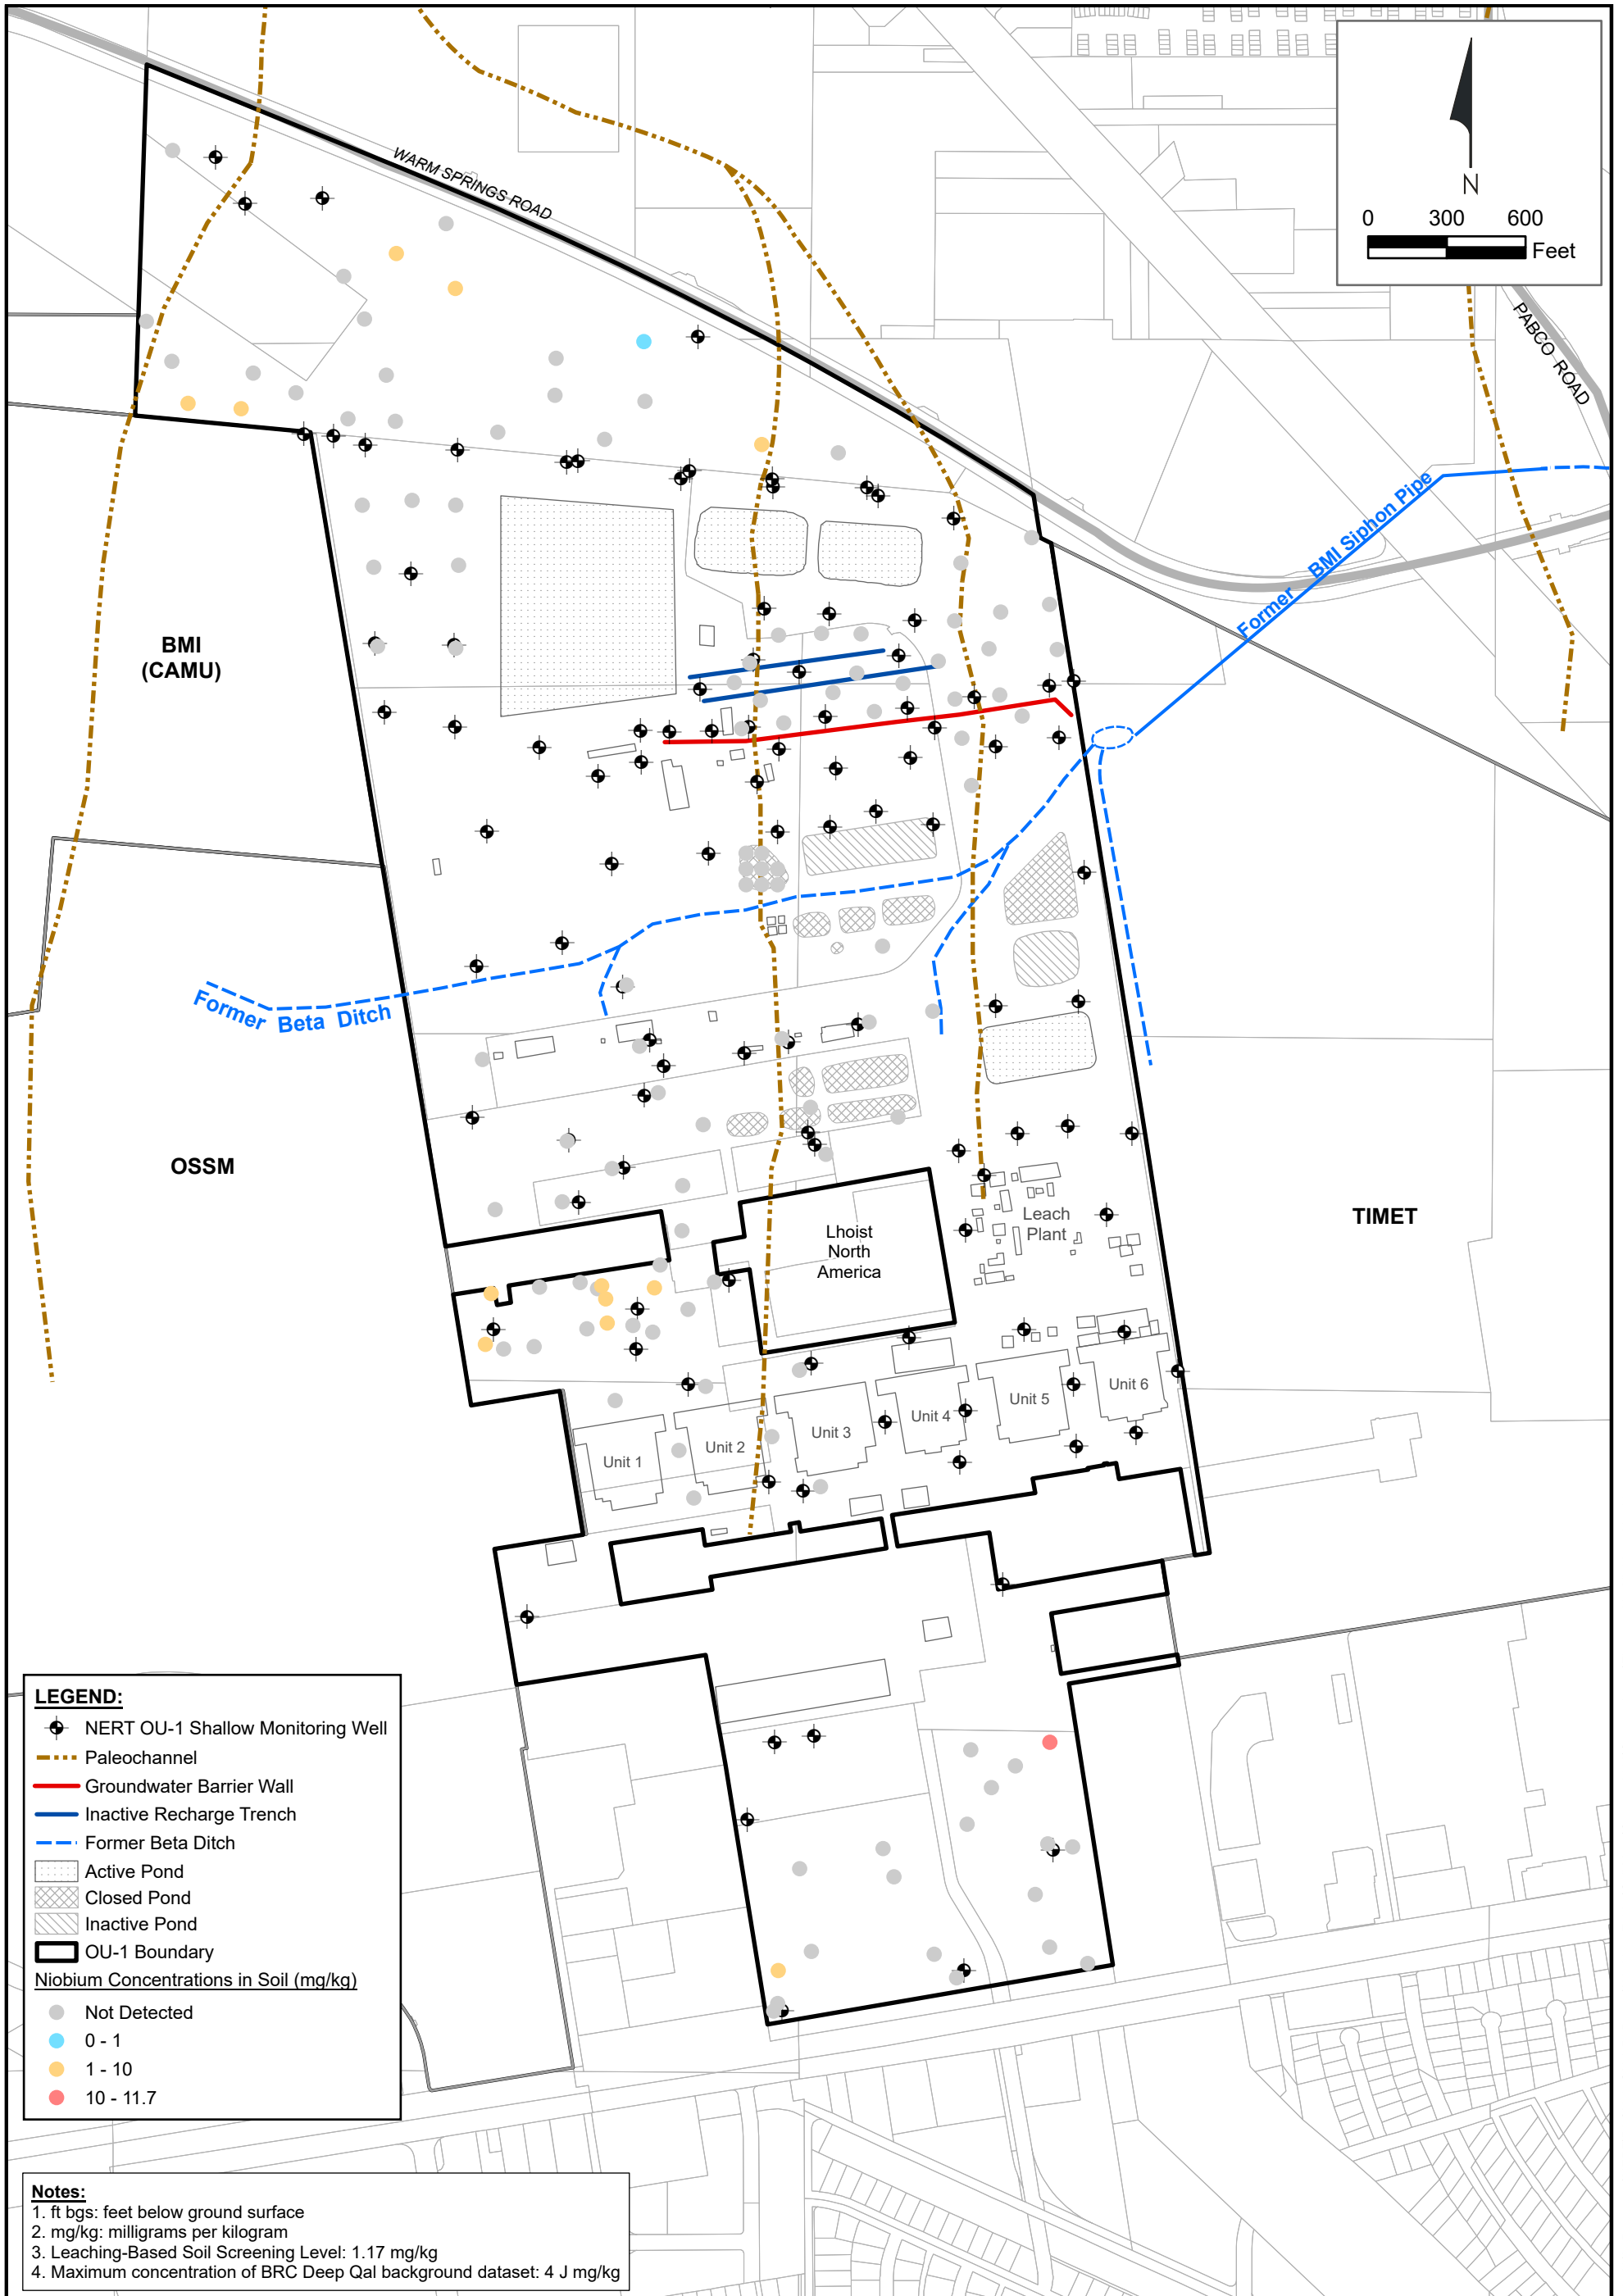 N
0 300 600
Feet
WARM SPRINGS ROAD
PABCO ROAD
Former BMI Siphon Pipe
BMI
(CAMU)
Former Beta Ditch
OSSM
TIMET
Lhoist
North
America
Leach
Plant
Unit 1
Unit 2
Unit 3
Unit 4
Unit 5
Unit 6
LEGEND:
NERT OU-1 Shallow Monitoring Well
Paleochannel
Groundwater Barrier Wall
Inactive Recharge Trench
Former Beta Ditch
Active Pond
Closed Pond
Inactive Pond
OU-1 Boundary
Niobium Concentrations in Soil (mg/kg)
Not Detected
0 - 1
1 - 10
10 - 11.7
Notes:
1. ft bgs: feet below ground surface
2. mg/kg: milligrams per kilogram
3. Leaching-Based Soil Screening Level: 1.17 mg/kg
4. Maximum concentration of BRC Deep Qal background dataset: 4 J mg/kg